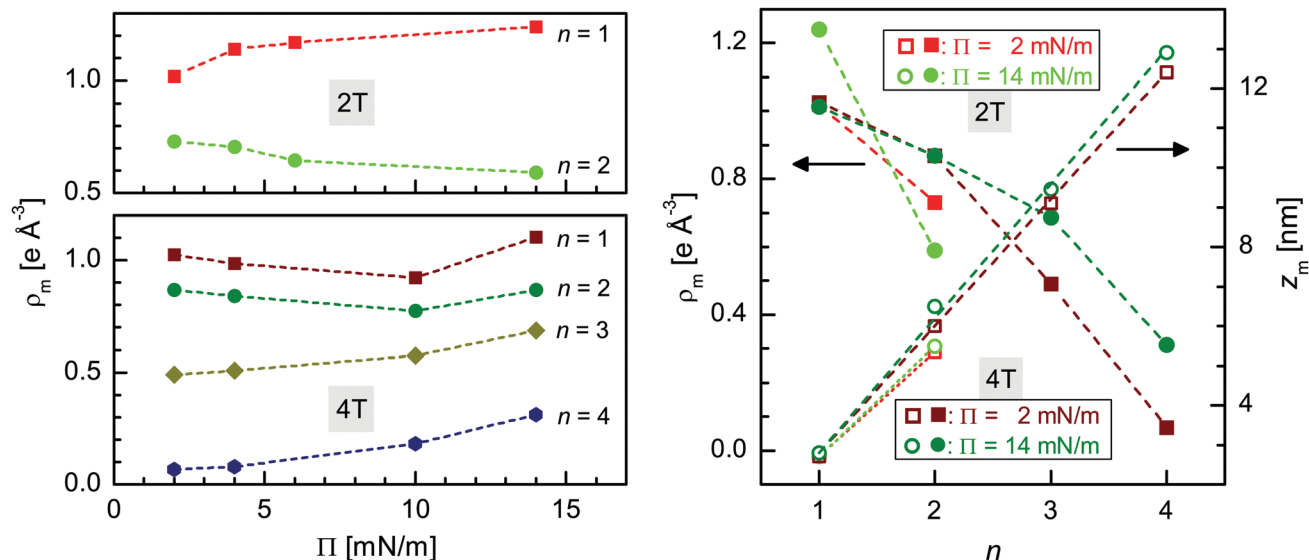 ρm [e Å-3]
1.0
0.5
2T
n = 1
n = 2
1.0
0.5
0.0
4T
n = 1
n = 2
n = 3
n = 4
0 5 10 15
Π [mN/m]
ρm [e Å-3]
1.2
0.8
0.4
0.0
: Π = 2 mN/m
: Π = 14 mN/m
2T
4T
: Π = 2 mN/m
: Π = 14 mN/m
12
8
4
zm [nm]
1 2 3 4
n